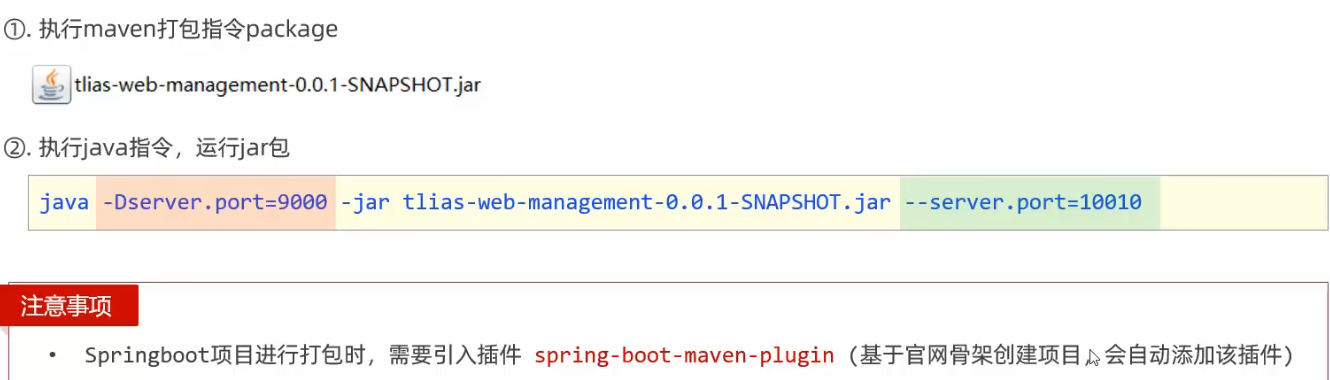 ①. 执行maven打包指令package
tlias-web-management-0.0.1-SNAPSHOT.jar
②. 执行java指令，运行jar包
java -Dserver.port=9000 -jar tlias-web-management-0.0.1-SNAPSHOT.jar --server.port=10010
注意事项
• Springboot项目进行打包时，需要引入插件 spring-boot-maven-plugin (基于官网骨架创建项目，会自动添加该插件)